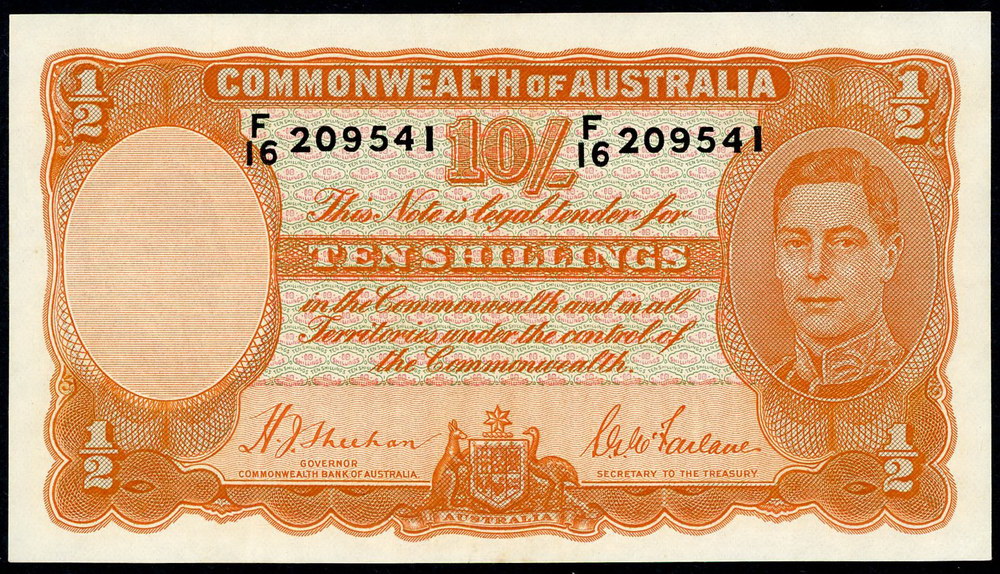 1/2
1/2
COMMONWEALTH OF AUSTRALIA
F/16 209541
10/-
F/16 209541
This Note is legal tender for
TEN SHILLINGS
in the Commonwealth and in all
Territories under the control of
the Commonwealth.
H.J. Sheehan
GOVERNOR
COMMONWEALTH BANK OF AUSTRALIA.
S.G. McFarlane
SECRETARY TO THE TREASURY
1/2
1/2
AUSTRALIA